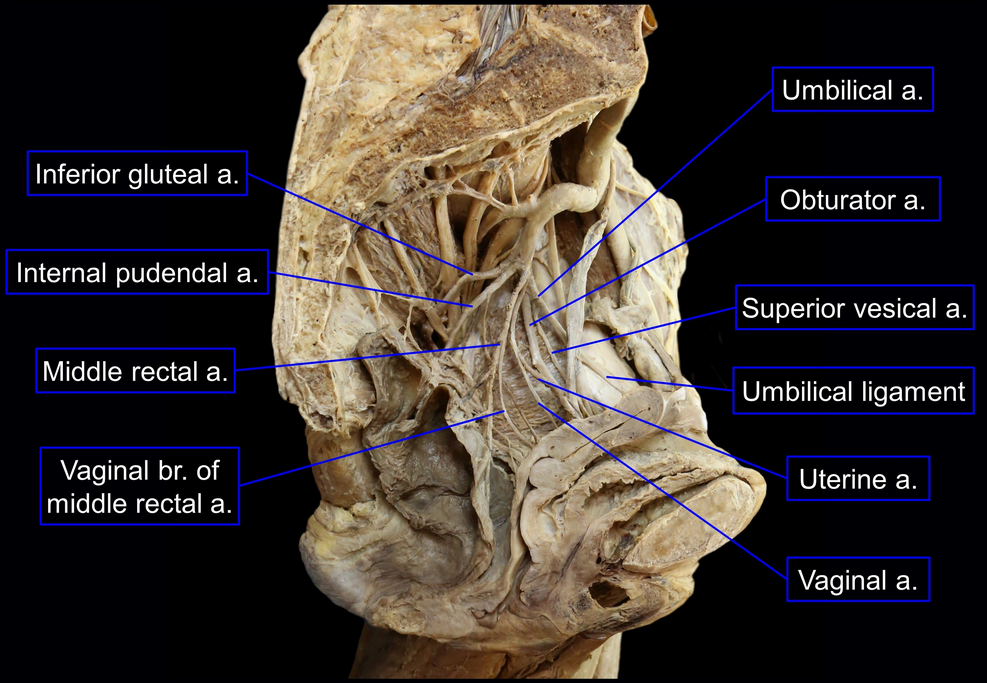 Umbilical a.
Inferior gluteal a.
Obturator a.
Internal pudendal a.
Superior vesical a.
Middle rectal a.
Umbilical ligament
Vaginal br. of
middle rectal a.
Uterine a.
Vaginal a.